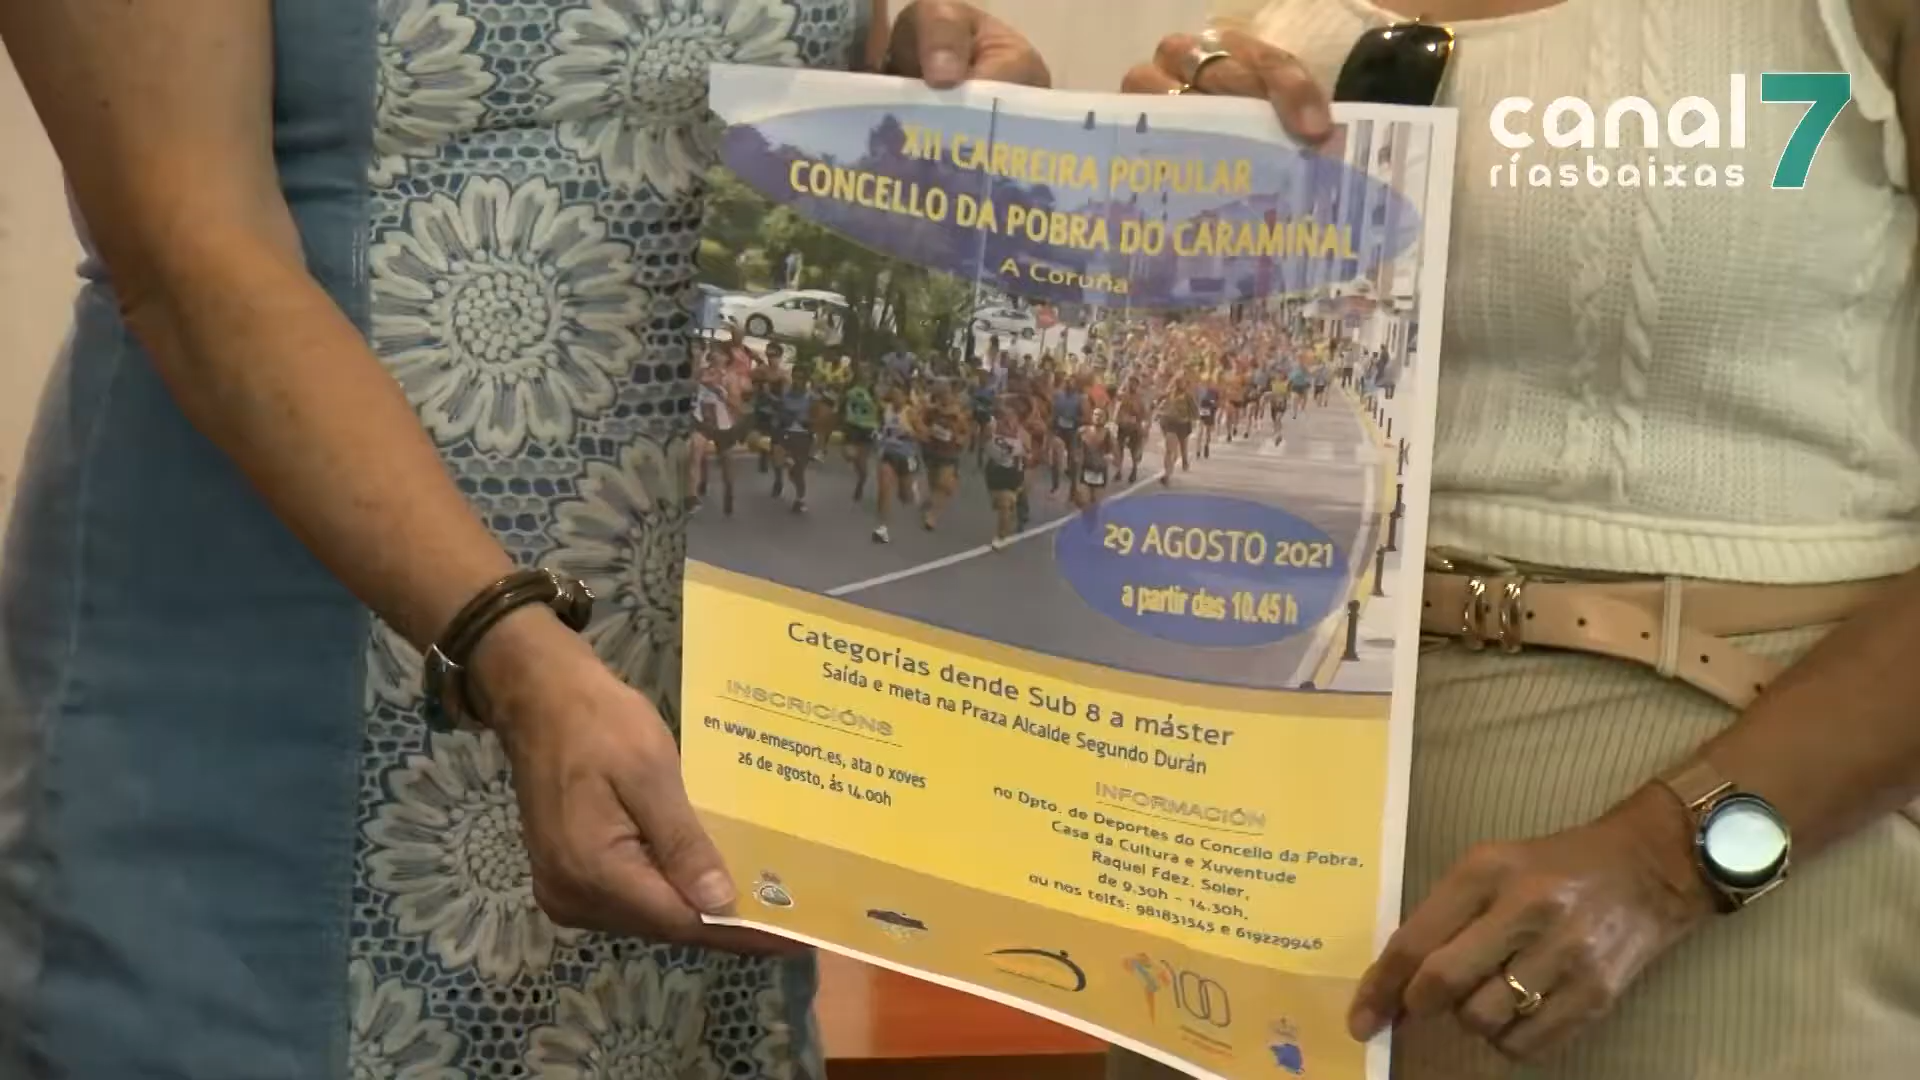 canal 7
ríasbaixas
XII CARREIRA POPULAR
CONCELLO DA POBRA DO CARAMIÑAL
A Coruña
29 AGOSTO 2021
a partir das 10.45 h
Categorías dende Sub 8 a máster
Saída e meta na Praza Alcalde Segundo Durán
INSCRICIÓNS
en www.emesport.es, ata o xoves
26 de agosto, ás 14.00h
INFORMACIÓN
no Dpto. de Deportes do Concello da Pobra,
Casa da Cultura e Xuventude
Raquel Fdez. Soler,
de 9.30h - 14.30h,
ou nos telfs: 981831545 e 619229946
100